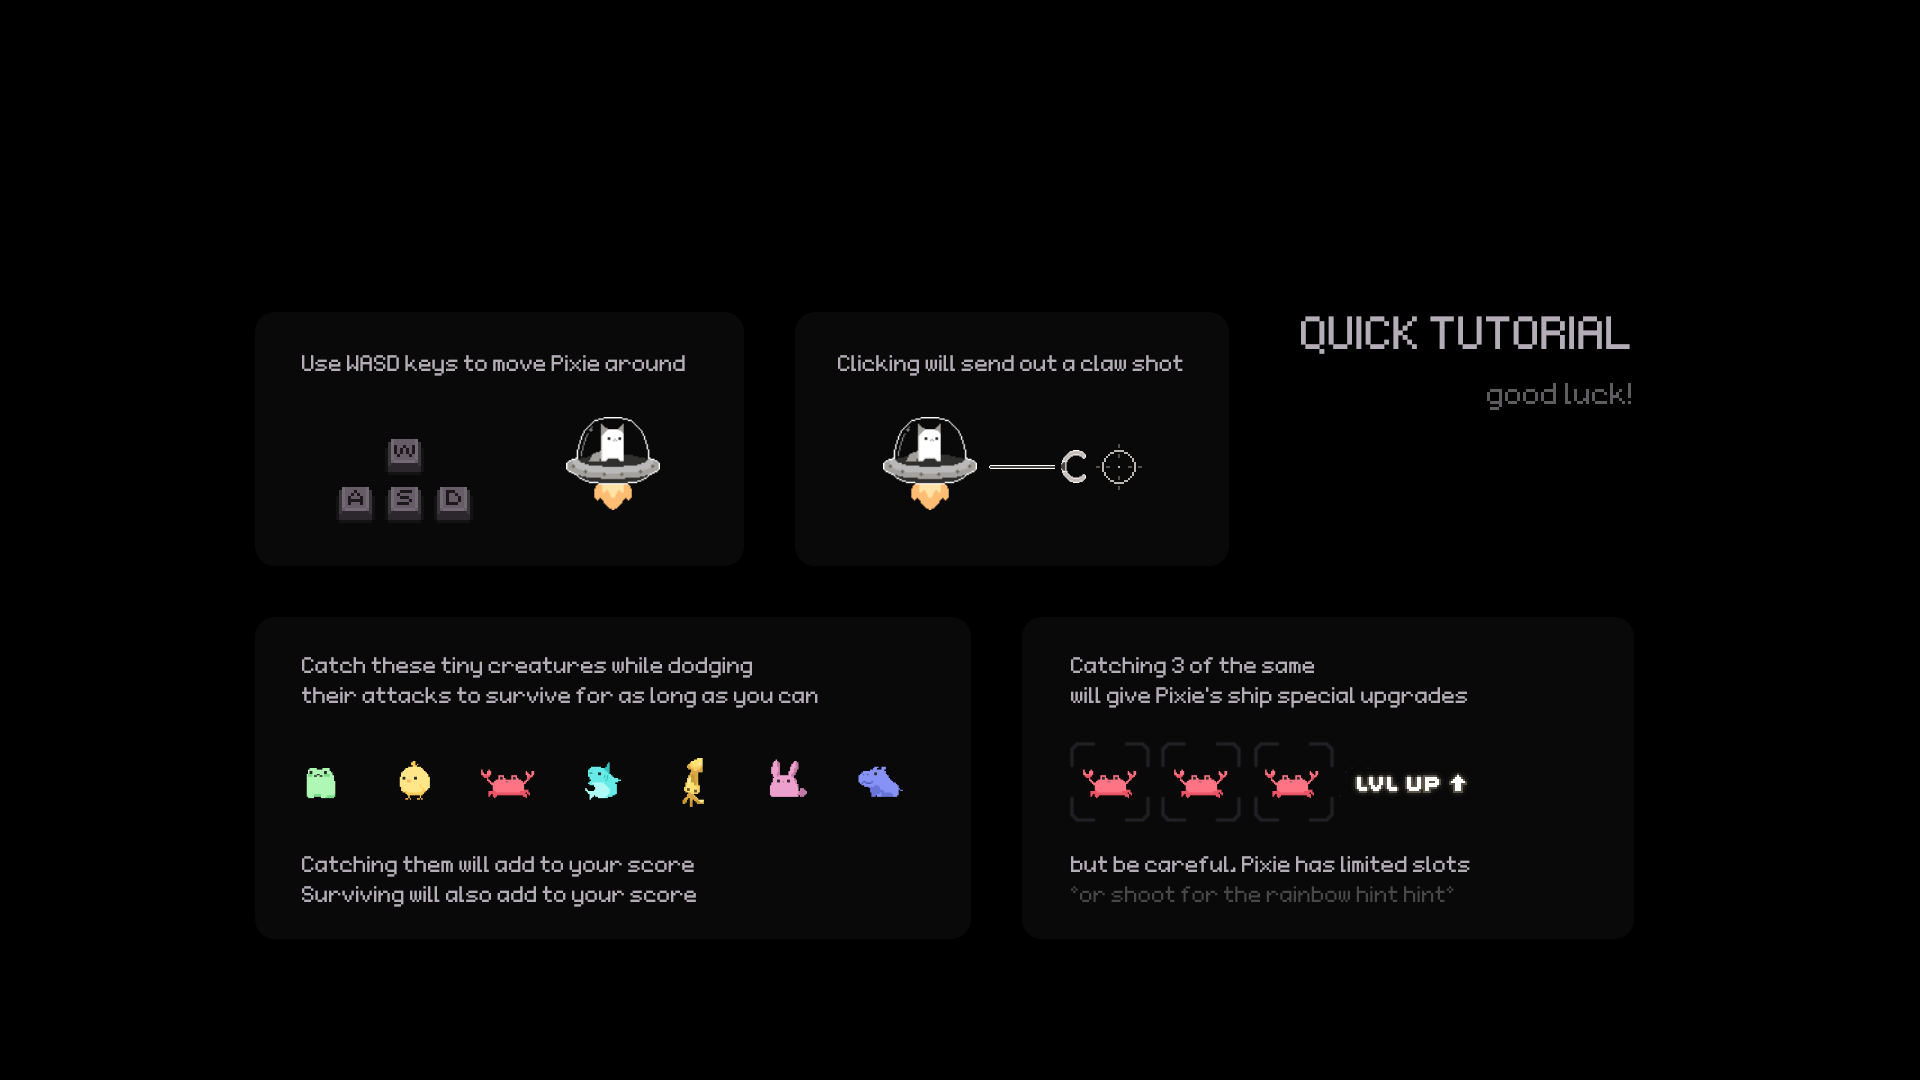 QUICK TUTORIAL
good luck!
Use WASD keys to move Pixie around
W
A S D
Clicking will send out a claw shot
Catch these tiny creatures while dodging
their attacks to survive for as long as you can
Catching them will add to your score
Surviving will also add to your score
Catching 3 of the same
will give Pixie's ship special upgrades
LVL UP ⬆
but be careful. Pixie has limited slots
*or shoot for the rainbow hint hint*